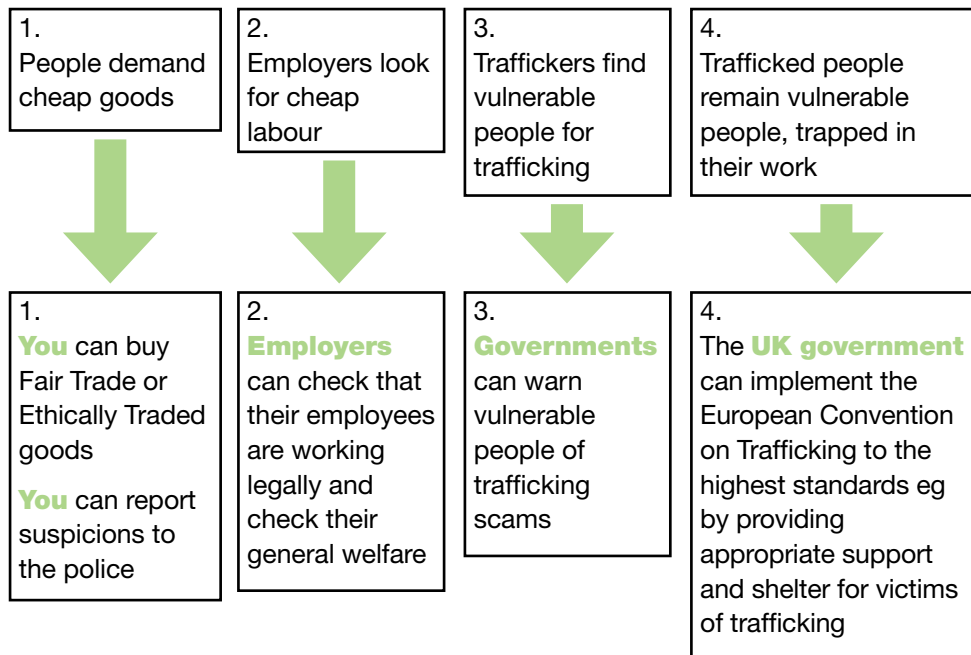 1.
People demand
cheap goods
2.
Employers look
for cheap
labour
3.
Traffickers find
vulnerable
people for
trafficking
4.
Trafficked people
remain vulnerable
people, trapped in
their work
1.
You can buy
Fair Trade or
Ethically Traded
goods
You can report
suspicions to
the police
2.
Employers
can check that
their employees
are working
legally and
check their
general welfare
3.
Governments
can warn
vulnerable
people of
trafficking
scams
4.
The UK government
can implement the
European Convention
on Trafficking to the
highest standards eg
by providing
appropriate support
and shelter for victims
of trafficking